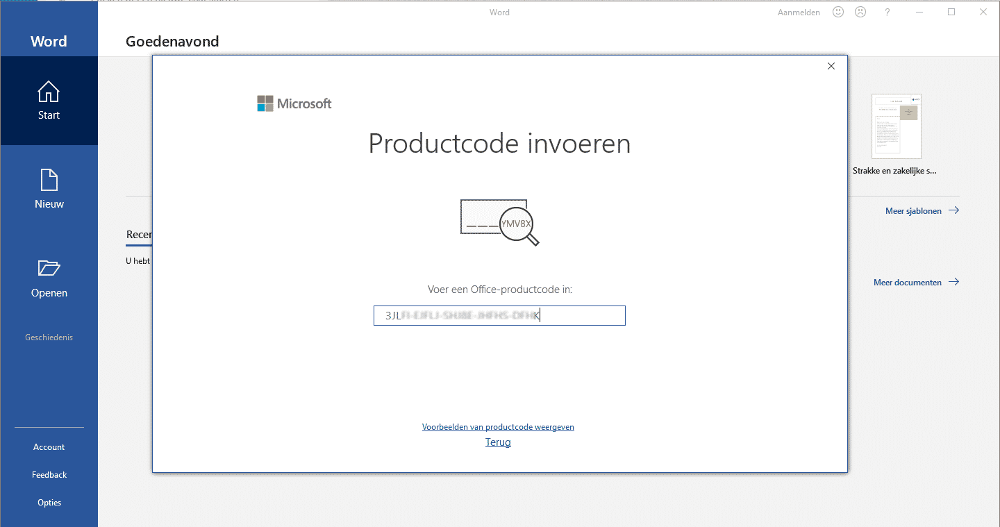 Word
Aanmelden
?
Word
Goedenavond
Start
Nieuw
Openen
Geschiedenis
Account
Feedback
Opties
Microsoft
Productcode invoeren
YMV8X
Voer een Office-productcode in:
3JL
K
Voorbeelden van productcode weergeven
Terug
Strakke en zakelijke s...
Meer sjablonen
Recen
U hebt
Meer documenten